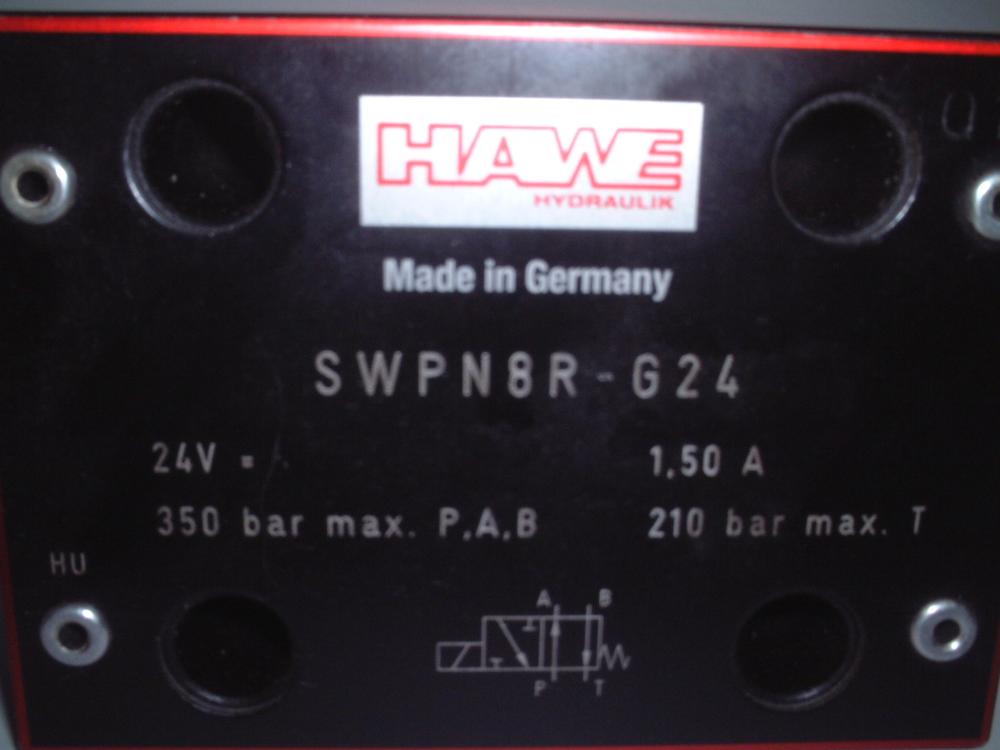 HAWE
HYDRAULIK
Made in Germany
SWPN8R-G24
24V = 1,50 A
350 bar max. P,A,B 210 bar max. T
HU
A B
P T